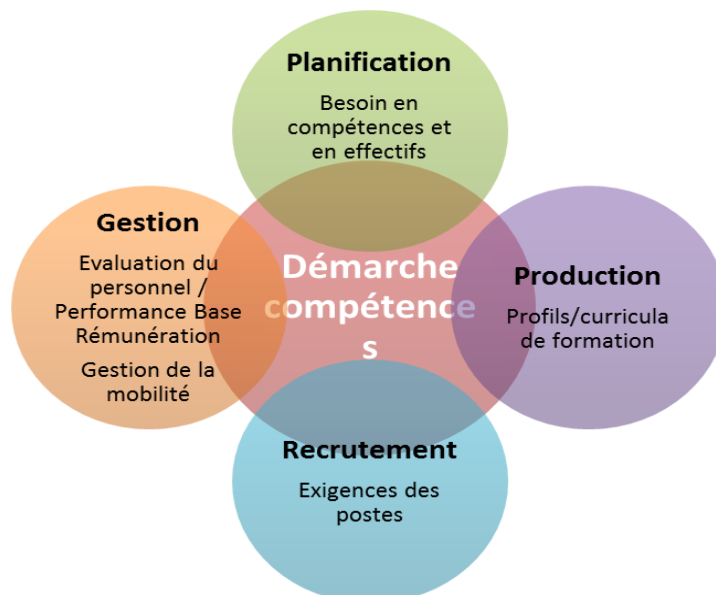 Planification
Besoin en
compétences et
en effectifs
Gestion
Evaluation du
personnel /
Performance Base
Rémunération
Gestion de la
mobilité
Démarche
compétence
s
Production
Profils/curricula
de formation
Recrutement
Exigences des
postes